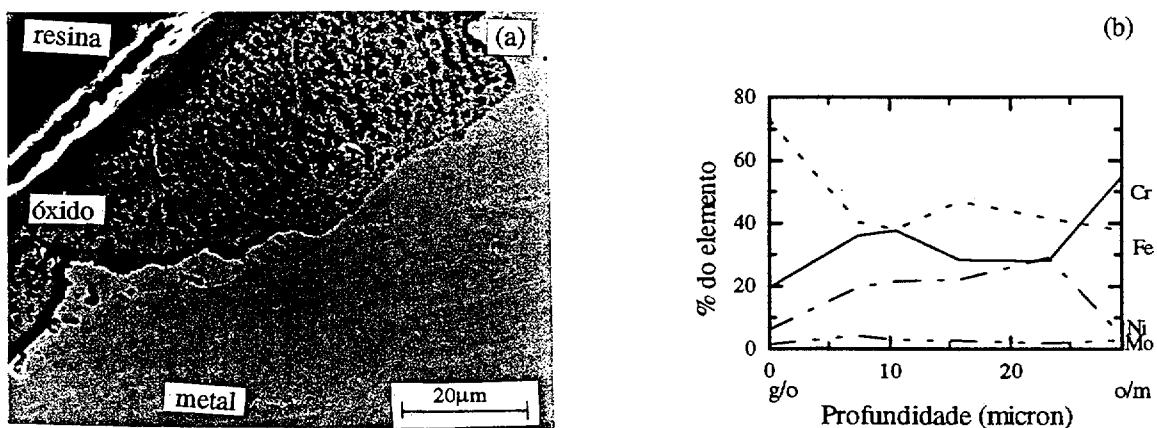 resina
(a)
óxido
metal
20µm
(b)
80
60
40
20
0
% do elemento
Cr
Fe
Ni
Mo
0
10
20
g/o
o/m
Profundidade (micron)